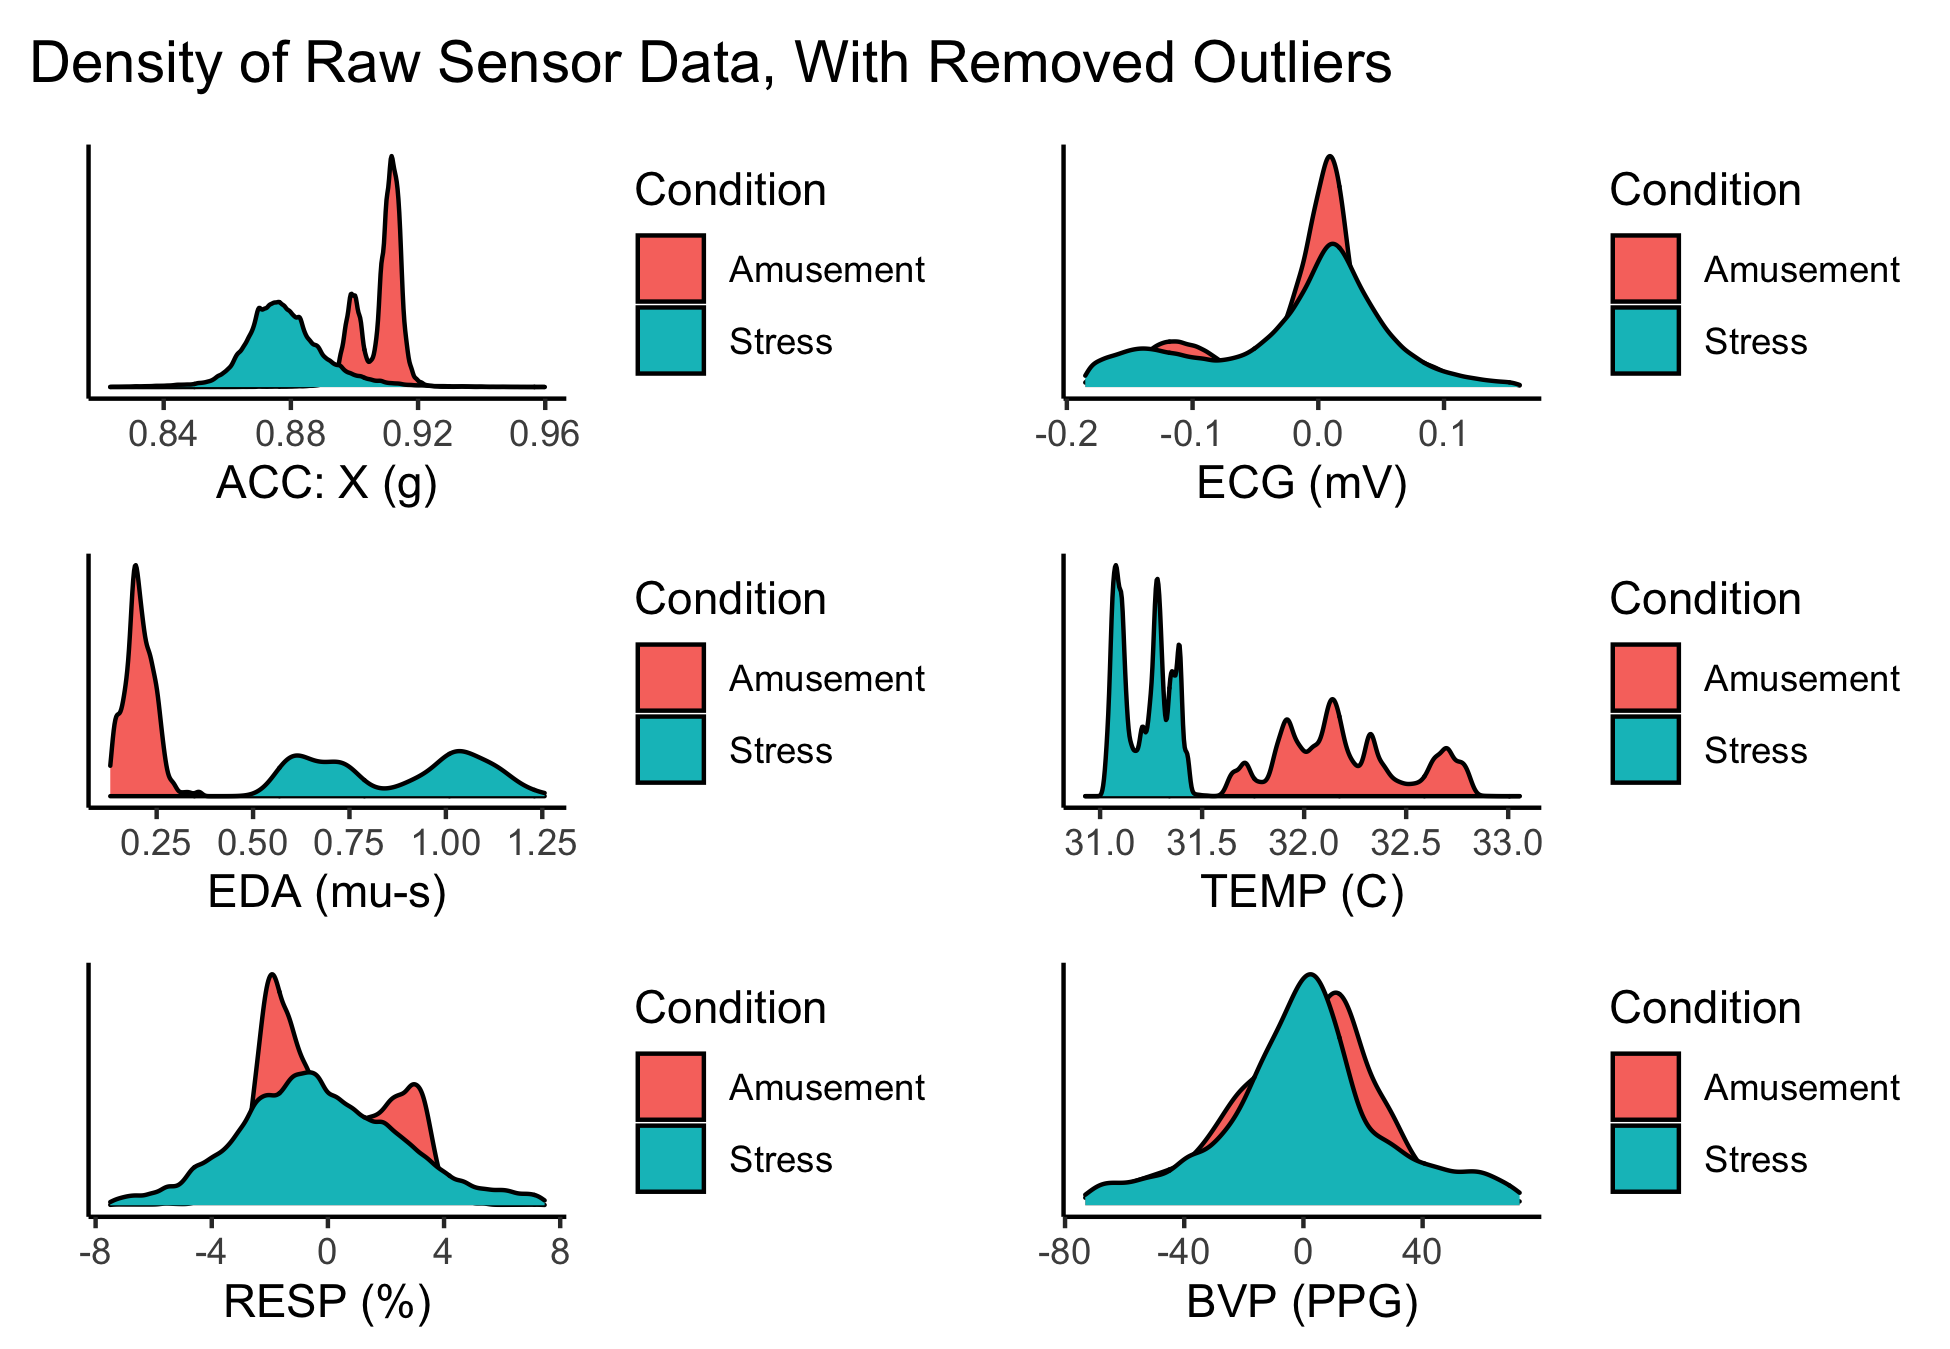 Density of Raw Sensor Data, With Removed Outliers
Condition
Amusement
Stress
0.84 0.88 0.92 0.96
ACC: X (g)
Condition
Amusement
Stress
-0.2 -0.1 0.0 0.1
ECG (mV)
Condition
Amusement
Stress
0.25 0.50 0.75 1.00 1.25
EDA (mu-s)
Condition
Amusement
Stress
31.0 31.5 32.0 32.5 33.0
TEMP (C)
Condition
Amusement
Stress
-8 -4 0 4 8
RESP (%)
Condition
Amusement
Stress
-80 -40 0 40
BVP (PPG)